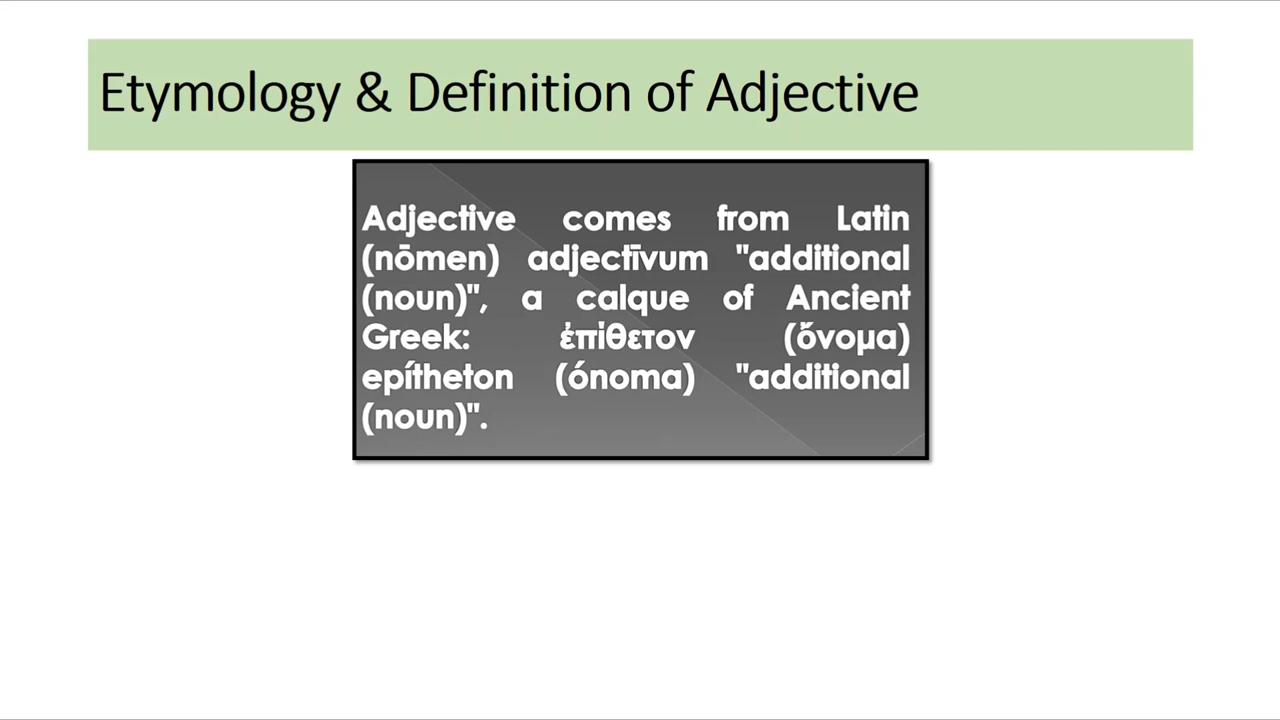 Etymology & Definition of Adjective
Adjective comes from Latin
(nōmen) adjectīvum "additional
(noun)", a calque of Ancient
Greek: ἐπίθετον (ὄνομα)
epítheton (ónoma) "additional
(noun)".